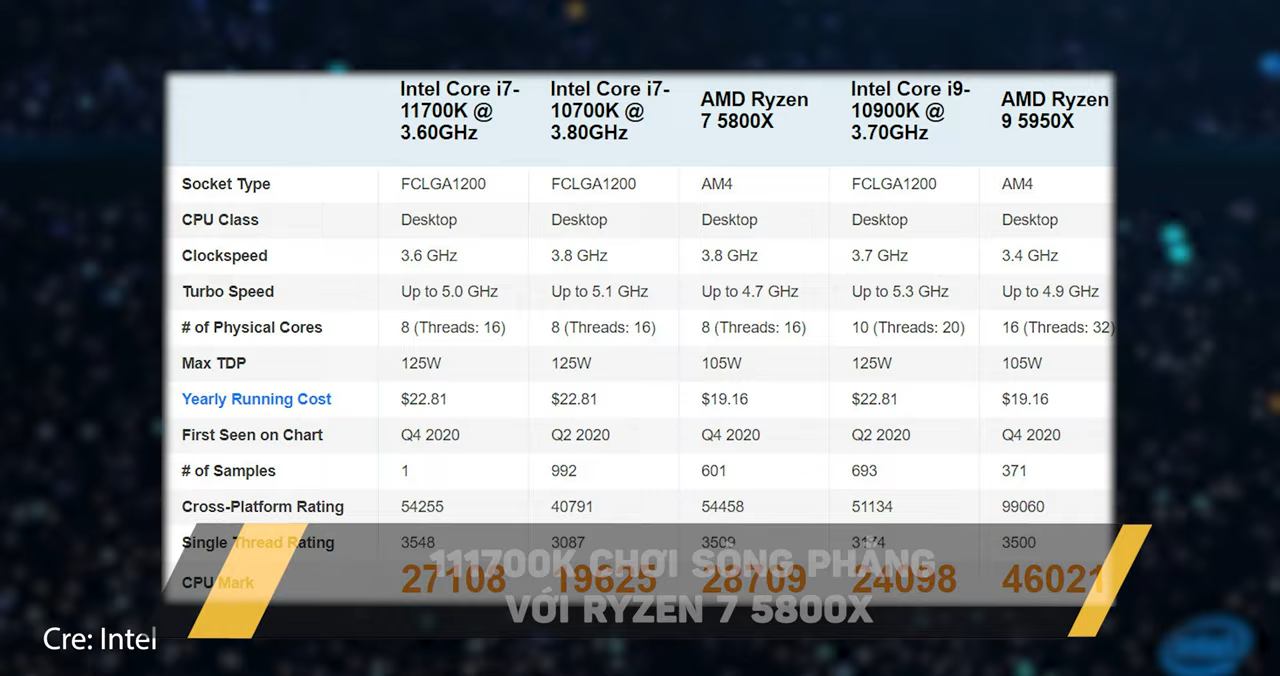 Intel Core i7-11700K @ 3.60GHz Intel Core i7-10700K @ 3.80GHz AMD Ryzen 7 5800X Intel Core i9-10900K @ 3.70GHz AMD Ryzen 9 5950X
Socket Type FCLGA1200 FCLGA1200 AM4 FCLGA1200 AM4
CPU Class Desktop Desktop Desktop Desktop Desktop
Clockspeed 3.6 GHz 3.8 GHz 3.8 GHz 3.7 GHz 3.4 GHz
Turbo Speed Up to 5.0 GHz Up to 5.1 GHz Up to 4.7 GHz Up to 5.3 GHz Up to 4.9 GHz
# of Physical Cores 8 (Threads: 16) 8 (Threads: 16) 8 (Threads: 16) 10 (Threads: 20) 16 (Threads: 32)
Max TDP 125W 125W 105W 125W 105W
Yearly Running Cost $22.81 $22.81 $19.16 $22.81 $19.16
First Seen on Chart Q4 2020 Q2 2020 Q4 2020 Q2 2020 Q4 2020
# of Samples 1 992 601 693 371
Cross-Platform Rating 54255 40791 54458 51134 99060
Single Thread Rating 3548 3087 3509 3174 3500
CPU Mark 27108 19625 28709 24098 46021
111700K CHƠI SÒNG PHẲNG
VỚI RYZEN 7 5800X
Cre: Intel
intel